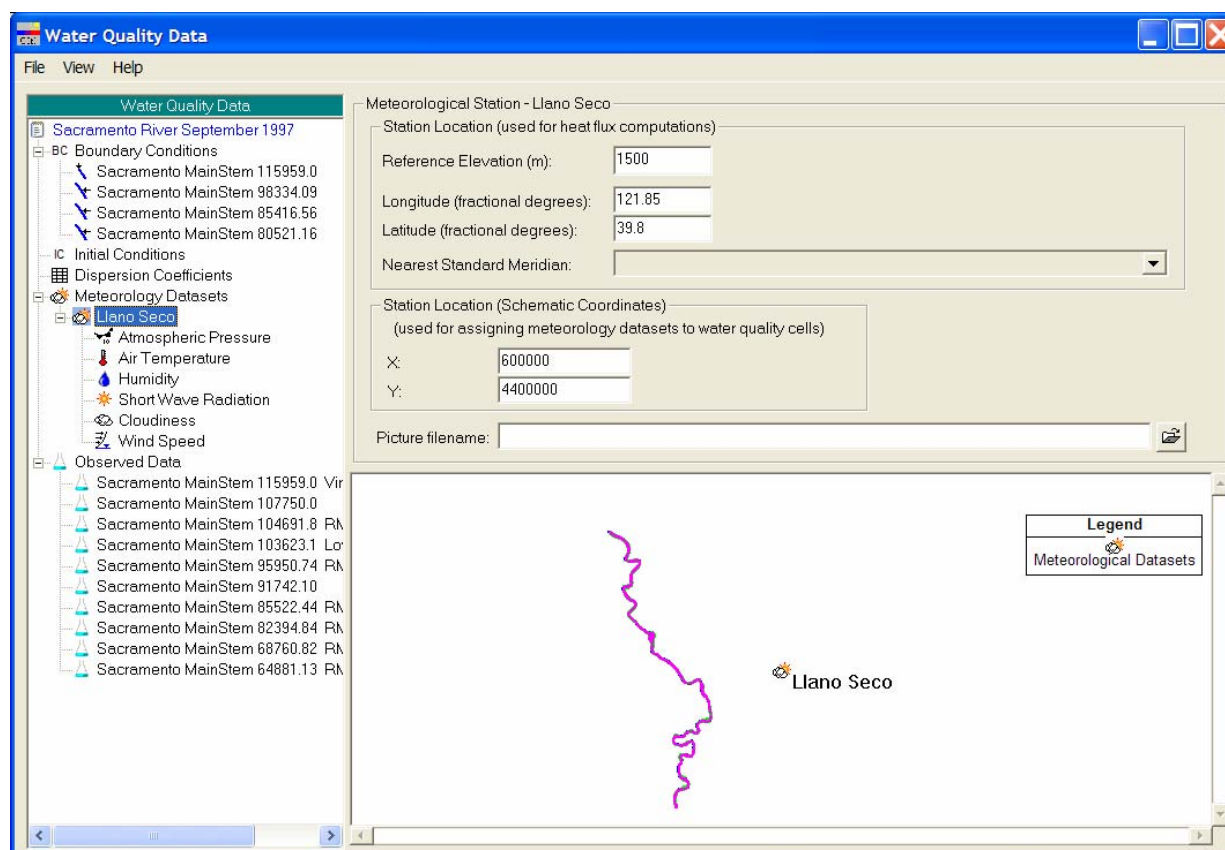 Water Quality Data
File View Help
Water Quality Data
Sacramento River September 1997
BC Boundary Conditions
Sacramento MainStem 115959.0
Sacramento MainStem 98334.09
Sacramento MainStem 85416.56
Sacramento MainStem 80521.16
IC Initial Conditions
Dispersion Coefficients
Meteorology Datasets
Llano Seco
Atmospheric Pressure
Air Temperature
Humidity
Short Wave Radiation
Cloudiness
Wind Speed
Observed Data
Sacramento MainStem 115959.0 Vir
Sacramento MainStem 107750.0
Sacramento MainStem 104691.8 RM
Sacramento MainStem 103623.1 Lo
Sacramento MainStem 95950.74 RM
Sacramento MainStem 91742.10
Sacramento MainStem 85522.44 RM
Sacramento MainStem 82394.84 RM
Sacramento MainStem 68760.82 RM
Sacramento MainStem 64881.13 RM
Meteorological Station - Llano Seco
Station Location (used for heat flux computations)
Reference Elevation (m): 1500
Longitude (fractional degrees): 121.85
Latitude (fractional degrees): 39.8
Nearest Standard Meridian:
Station Location (Schematic Coordinates)
(used for assigning meteorology datasets to water quality cells)
X: 600000
Y: 4400000
Picture filename:
Legend
Meteorological Datasets
Llano Seco